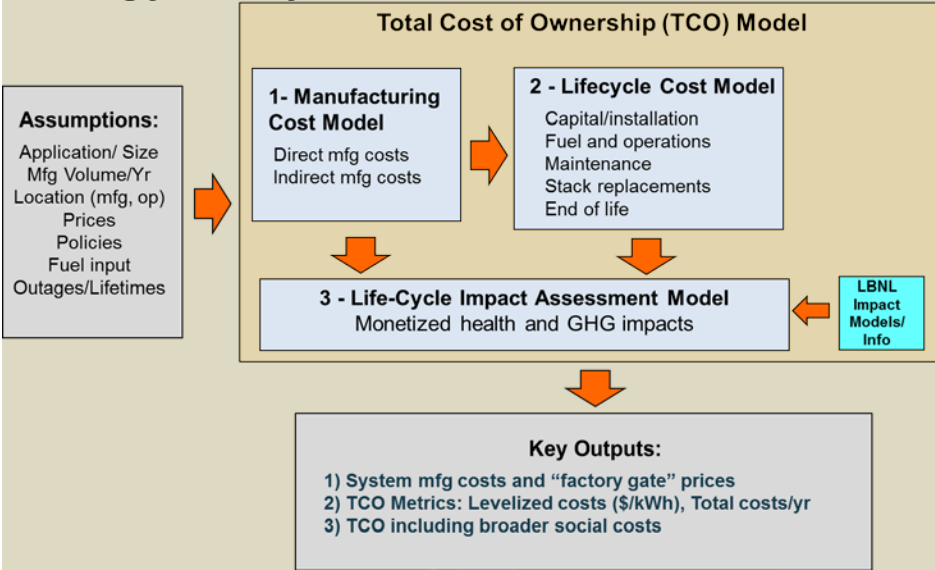 Total Cost of Ownership (TCO) Model
Assumptions:
Application/ Size
Mfg Volume/Yr
Location (mfg, op)
Prices
Policies
Fuel input
Outages/Lifetimes
1- Manufacturing
Cost Model
Direct mfg costs
Indirect mfg costs
2 - Lifecycle Cost Model
Capital/installation
Fuel and operations
Maintenance
Stack replacements
End of life
3 - Life-Cycle Impact Assessment Model
Monetized health and GHG impacts
LBNL
Impact
Models/
Info
Key Outputs:
1) System mfg costs and “factory gate” prices
2) TCO Metrics: Levelized costs ($/kWh), Total costs/yr
3) TCO including broader social costs